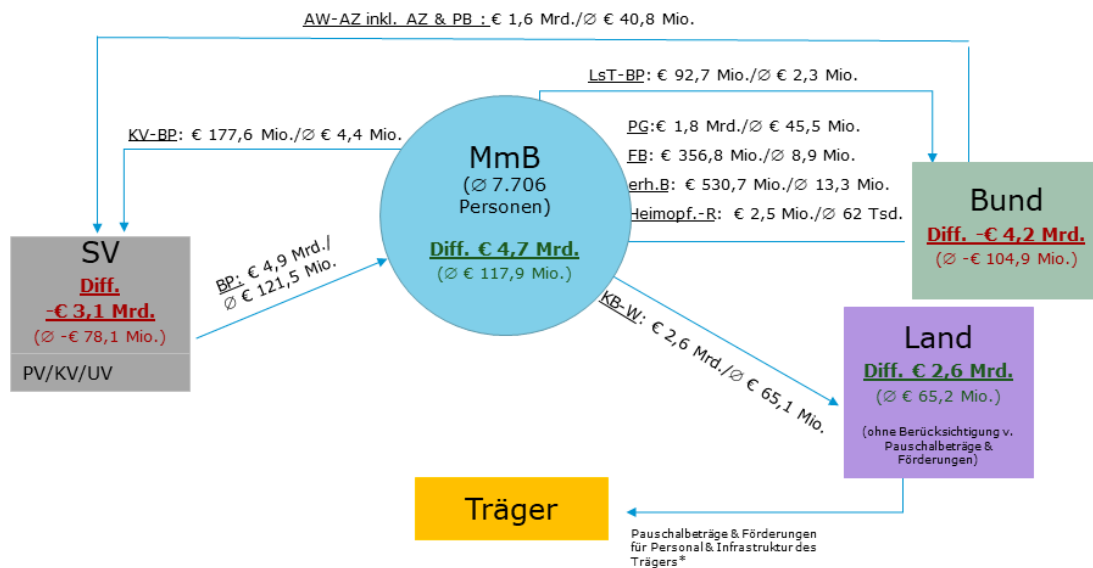 AW-AZ inkl. AZ & PB : € 1,6 Mrd./∅ € 40,8 Mio.
LsT-BP: € 92,7 Mio./∅ € 2,3 Mio.
KV-BP: € 177,6 Mio./∅ € 4,4 Mio.
PG:€ 1,8 Mrd./∅ € 45,5 Mio.
FB: € 356,8 Mio./∅ 8,9 Mio.
erh.B: € 530,7 Mio./∅ 13,3 Mio.
Heimopf.-R: € 2,5 Mio./∅ 62 Tsd.
MmB
(∅ 7.706
Personen)
Diff. € 4,7 Mrd.
(∅ € 117,9 Mio.)
Bund
Diff. -€ 4,2 Mrd.
(∅ -€ 104,9 Mio.)
SV
Diff.
-€ 3,1 Mrd.
(∅ -€ 78,1 Mio.)
PV/KV/UV
BP: € 4,9 Mrd./
∅ € 121,5 Mio.
KB-W: € 2,6 Mrd./∅ € 65,1 Mio.
Land
Diff. € 2,6 Mrd.
(∅ € 65,2 Mio.)
(ohne Berücksichtigung v.
Pauschalbeträge &
Förderungen)
Träger
Pauschalbeträge & Förderungen
für Personal & Infrastruktur des
Trägers*